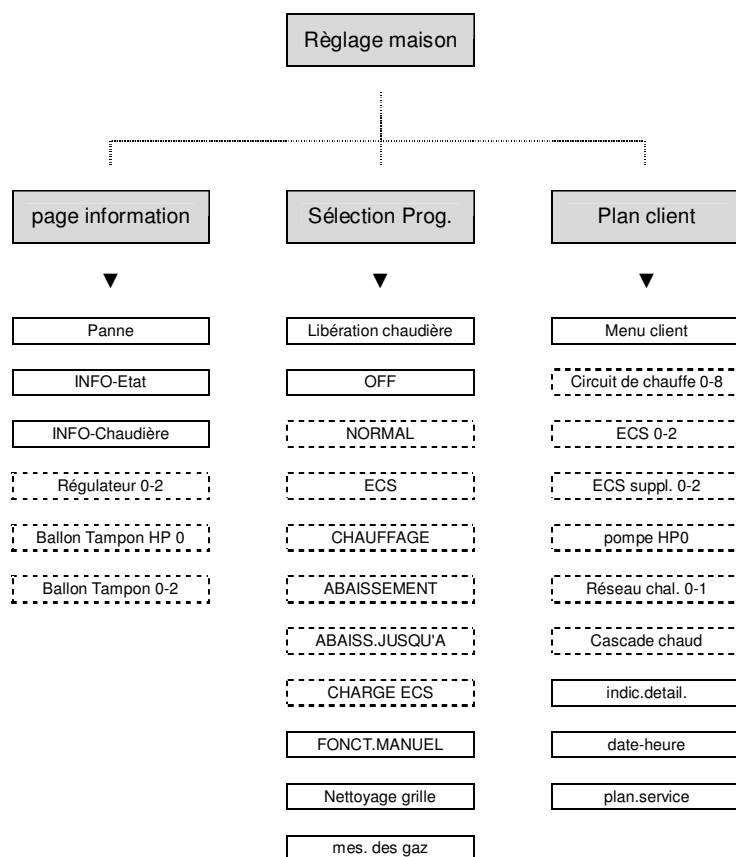 Règlage maison
page information
Sélection Prog.
Plan client
Panne
INFO-Etat
INFO-Chaudière
Régulateur 0-2
Ballon Tampon HP 0
Ballon Tampon 0-2
Libération chaudière
OFF
NORMAL
ECS
CHAUFFAGE
ABAISSEMENT
ABAISS.JUSQU'A
CHARGE ECS
FONCT.MANUEL
Nettoyage grille
mes. des gaz
Menu client
Circuit de chauffe 0-8
ECS 0-2
ECS suppl. 0-2
pompe HP0
Réseau chal. 0-1
Cascade chaud
indic.detail.
date-heure
plan.service